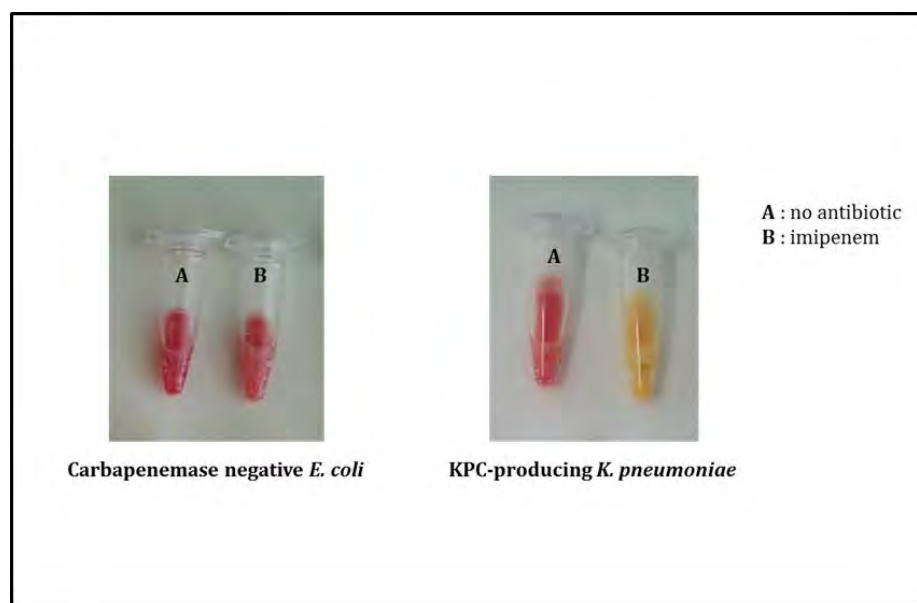 A : no antibiotic
B : imipenem
A
B
A
B
Carbapenemase negative E. coli
KPC-producing K. pneumoniae